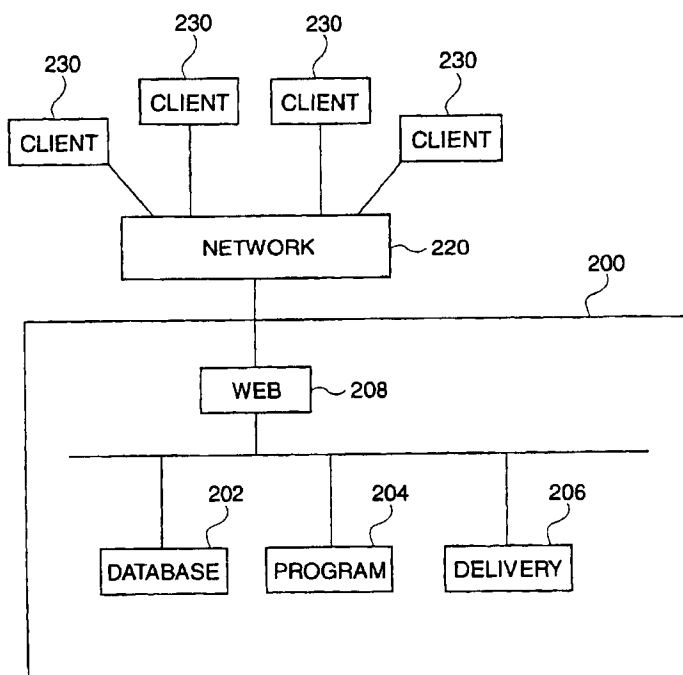 230 230
230 230
CLIENT CLIENT
CLIENT CLIENT
NETWORK 220
200
WEB 208
202 204 206
DATABASE PROGRAM DELIVERY